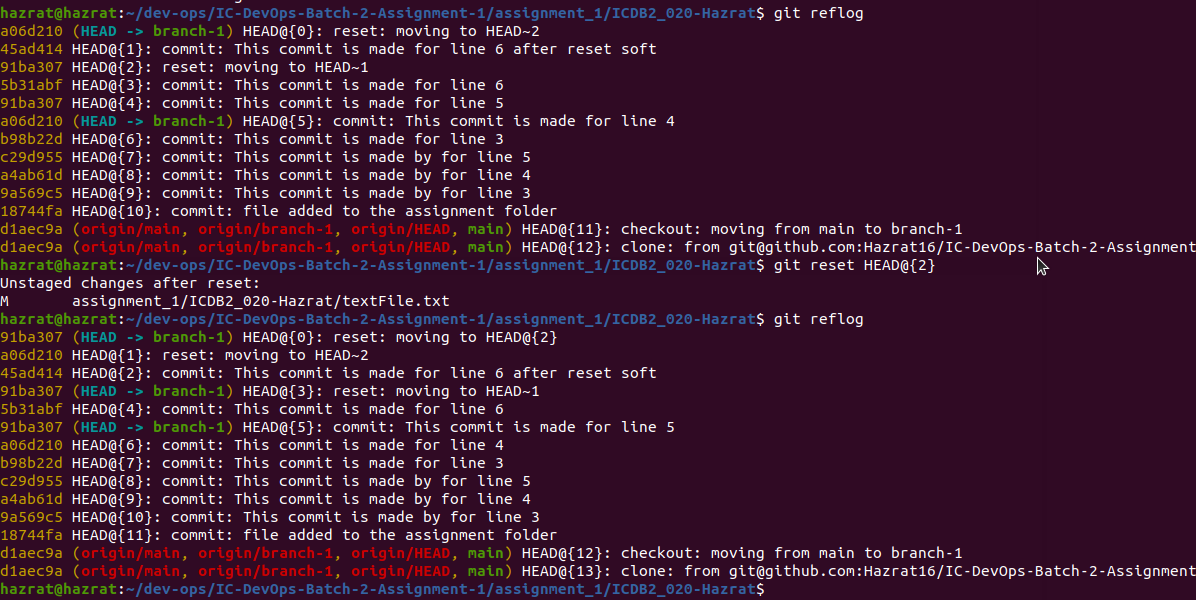 hazrat@hazrat:~/dev-ops/IC-DevOps-Batch-2-Assignment-1/assignment_1/ICDB2_020-Hazrat$ git reflog
a06d210 (HEAD -> branch-1) HEAD@{0}: reset: moving to HEAD~2
45ad414 HEAD@{1}: commit: This commit is made for line 6 after reset soft
91ba307 HEAD@{2}: reset: moving to HEAD~1
5b31abf HEAD@{3}: commit: This commit is made for line 6
91ba307 HEAD@{4}: commit: This commit is made for line 5
a06d210 (HEAD -> branch-1) HEAD@{5}: commit: This commit is made for line 4
b98b22d HEAD@{6}: commit: This commit is made for line 3
c29d955 HEAD@{7}: commit: This commit is made by for line 5
a4ab61d HEAD@{8}: commit: This commit is made by for line 4
9a569c5 HEAD@{9}: commit: This commit is made by for line 3
18744fa HEAD@{10}: commit: file added to the assignment folder
d1aec9a (origin/main, origin/branch-1, origin/HEAD, main) HEAD@{11}: checkout: moving from main to branch-1
d1aec9a (origin/main, origin/branch-1, origin/HEAD, main) HEAD@{12}: clone: from git@github.com:Hazrat16/IC-DevOps-Batch-2-Assignment
hazrat@hazrat:~/dev-ops/IC-DevOps-Batch-2-Assignment-1/assignment_1/ICDB2_020-Hazrat$ git reset HEAD@{2}
Unstaged changes after reset:
M       assignment_1/ICDB2_020-Hazrat/textFile.txt
hazrat@hazrat:~/dev-ops/IC-DevOps-Batch-2-Assignment-1/assignment_1/ICDB2_020-Hazrat$ git reflog
91ba307 (HEAD -> branch-1) HEAD@{0}: reset: moving to HEAD@{2}
a06d210 HEAD@{1}: reset: moving to HEAD~2
45ad414 HEAD@{2}: commit: This commit is made for line 6 after reset soft
91ba307 (HEAD -> branch-1) HEAD@{3}: reset: moving to HEAD~1
5b31abf HEAD@{4}: commit: This commit is made for line 6
91ba307 (HEAD -> branch-1) HEAD@{5}: commit: This commit is made for line 5
a06d210 HEAD@{6}: commit: This commit is made for line 4
b98b22d HEAD@{7}: commit: This commit is made for line 3
c29d955 HEAD@{8}: commit: This commit is made by for line 5
a4ab61d HEAD@{9}: commit: This commit is made by for line 4
9a569c5 HEAD@{10}: commit: This commit is made by for line 3
18744fa HEAD@{11}: commit: file added to the assignment folder
d1aec9a (origin/main, origin/branch-1, origin/HEAD, main) HEAD@{12}: checkout: moving from main to branch-1
d1aec9a (origin/main, origin/branch-1, origin/HEAD, main) HEAD@{13}: clone: from git@github.com:Hazrat16/IC-DevOps-Batch-2-Assignment
hazrat@hazrat:~/dev-ops/IC-DevOps-Batch-2-Assignment-1/assignment_1/ICDB2_020-Hazrat$